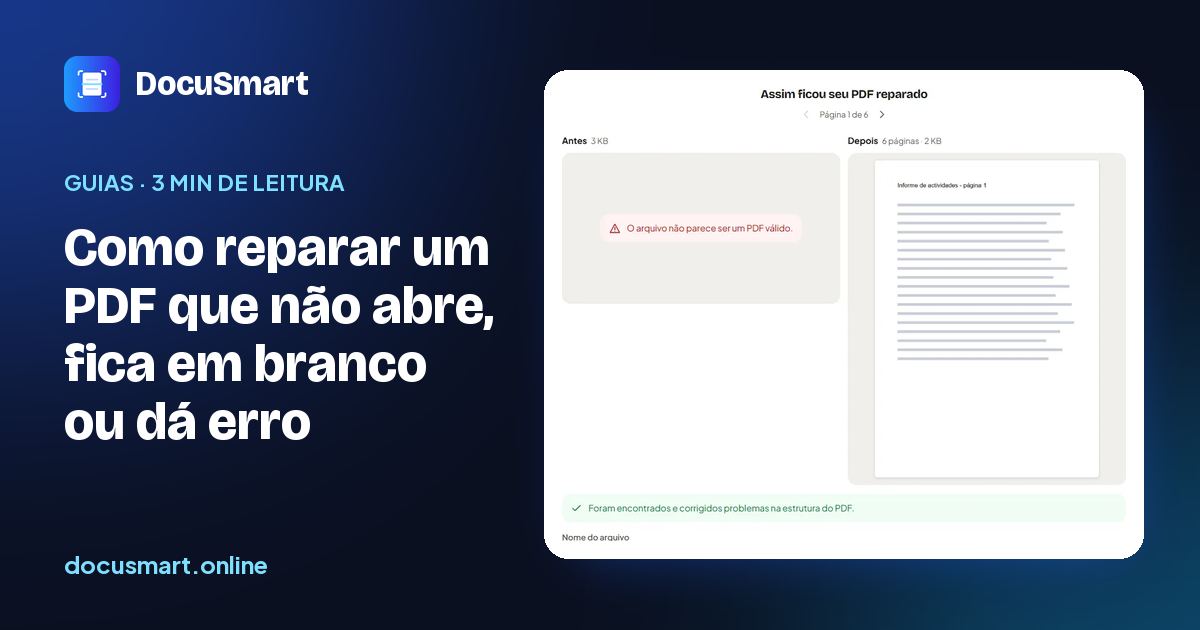 DocuSmart
GUIAS · 3 MIN DE LEITURA
Como reparar um
PDF que não abre,
fica em branco
ou dá erro
docusmart.online
Assim ficou seu PDF reparado
Página 1 de 6
Antes 3 KB
Depois 6 páginas · 2 KB
O arquivo não parece ser um PDF válido.
Informe de actividades - página 1
Foram encontrados e corrigidos problemas na estrutura do PDF.
Nome do arquivo